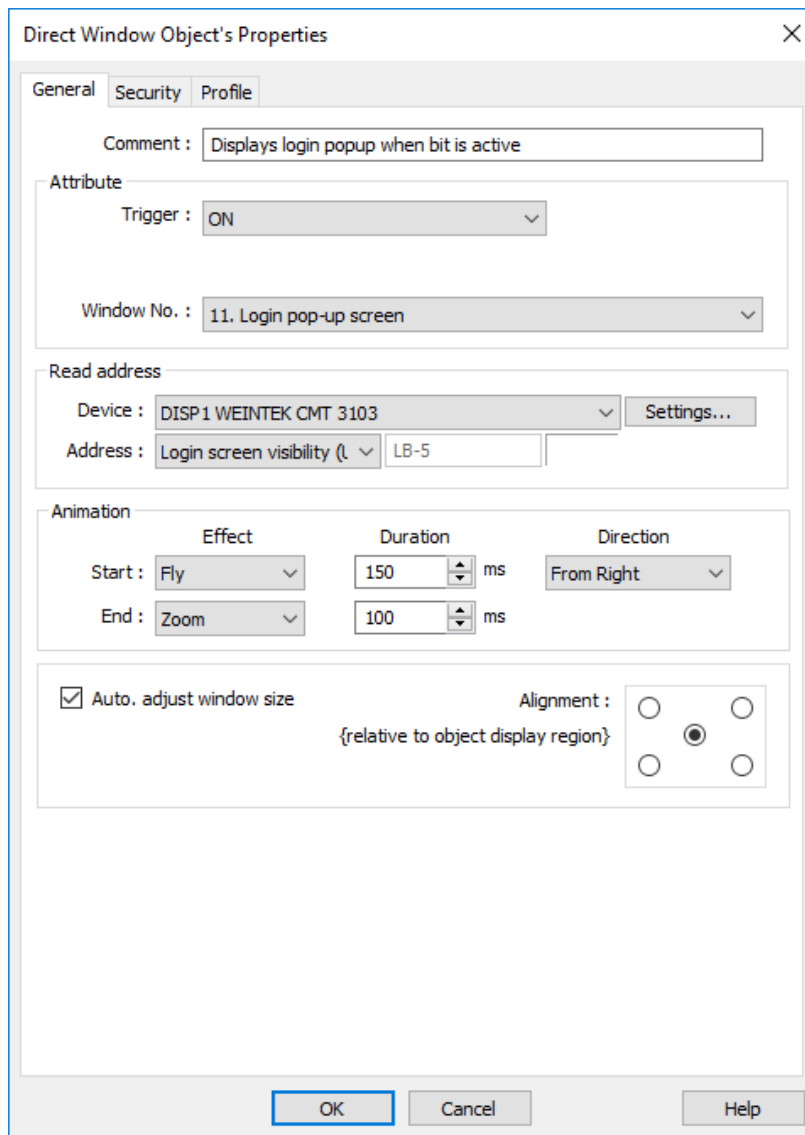 Direct Window Object's Properties
General Security Profile
Comment : Displays login popup when bit is active
Attribute
Trigger : ON
Window No. : 11. Login pop-up screen
Read address
Device : DISP1 WEINTEK CMT 3103 Settings...
Address : Login screen visibility (L LB-5
Animation
Effect Duration Direction
Start : Fly 150 ms From Right
End : Zoom 100 ms
Auto. adjust window size Alignment :
{relative to object display region}
OK Cancel Help